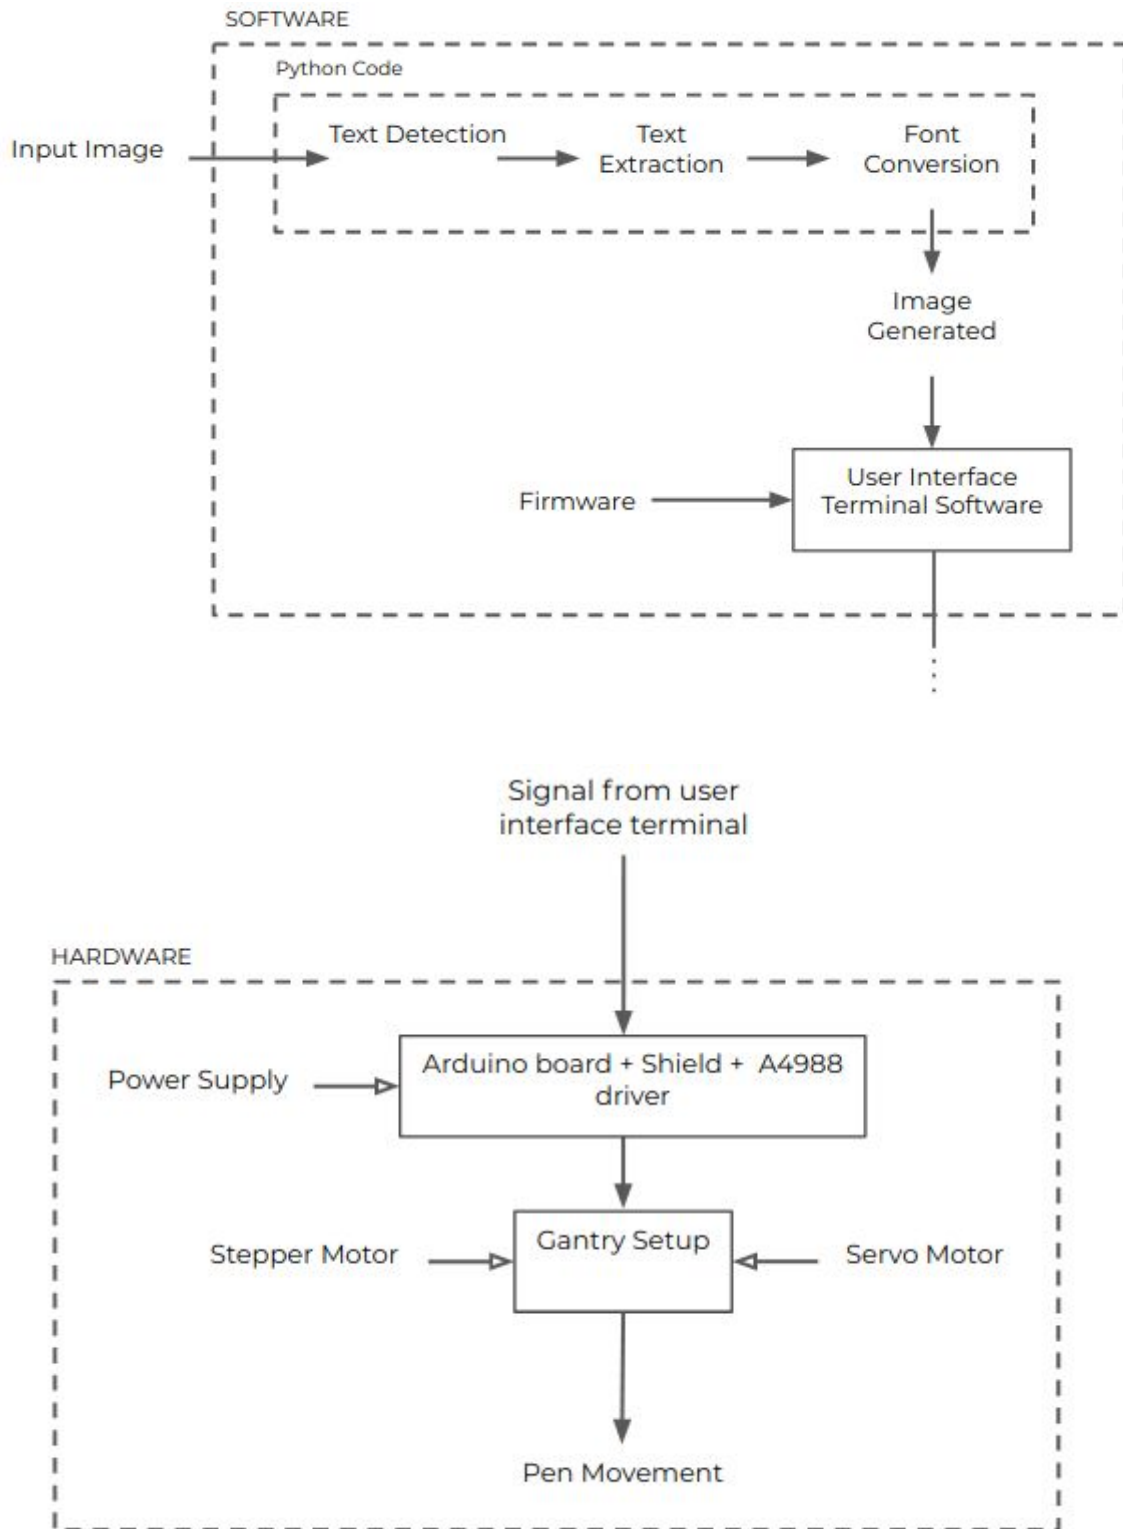 SOFTWARE
Python Code
Input Image
Text Detection
Text
Extraction
Font
Conversion
Image
Generated
Firmware
User Interface
Terminal Software
Signal from user
interface terminal
HARDWARE
Power Supply
Arduino board + Shield + A4988
driver
Stepper Motor
Gantry Setup
Servo Motor
Pen Movement